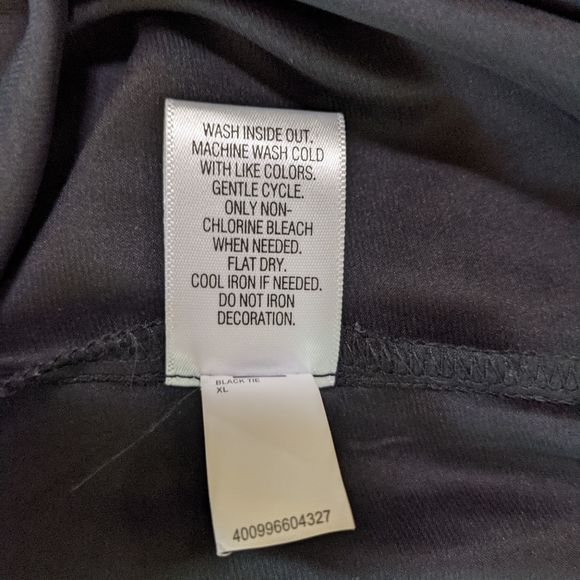 WASH INSIDE OUT.
MACHINE WASH COLD
WITH LIKE COLORS.
GENTLE CYCLE.
ONLY NON-
CHLORINE BLEACH
WHEN NEEDED.
FLAT DRY.
COOL IRON IF NEEDED.
DO NOT IRON
DECORATION.
BLACK TIE
XL
400996604327